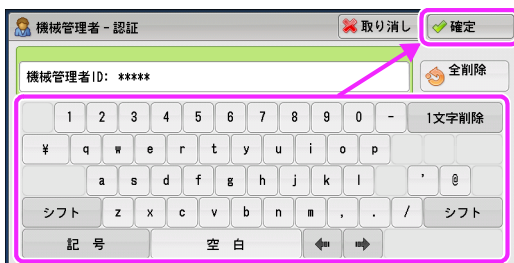 機械管理者 - 認証 取り消し 確定
機械管理者ID: ***** 全削除
1 2 3 4 5 6 7 8 9 0 - 1文字削除
¥ q w e r t y u i o p
a s d f g h j k l ' @
シフト z x c v b n m , . / シフト
記 号 空 白